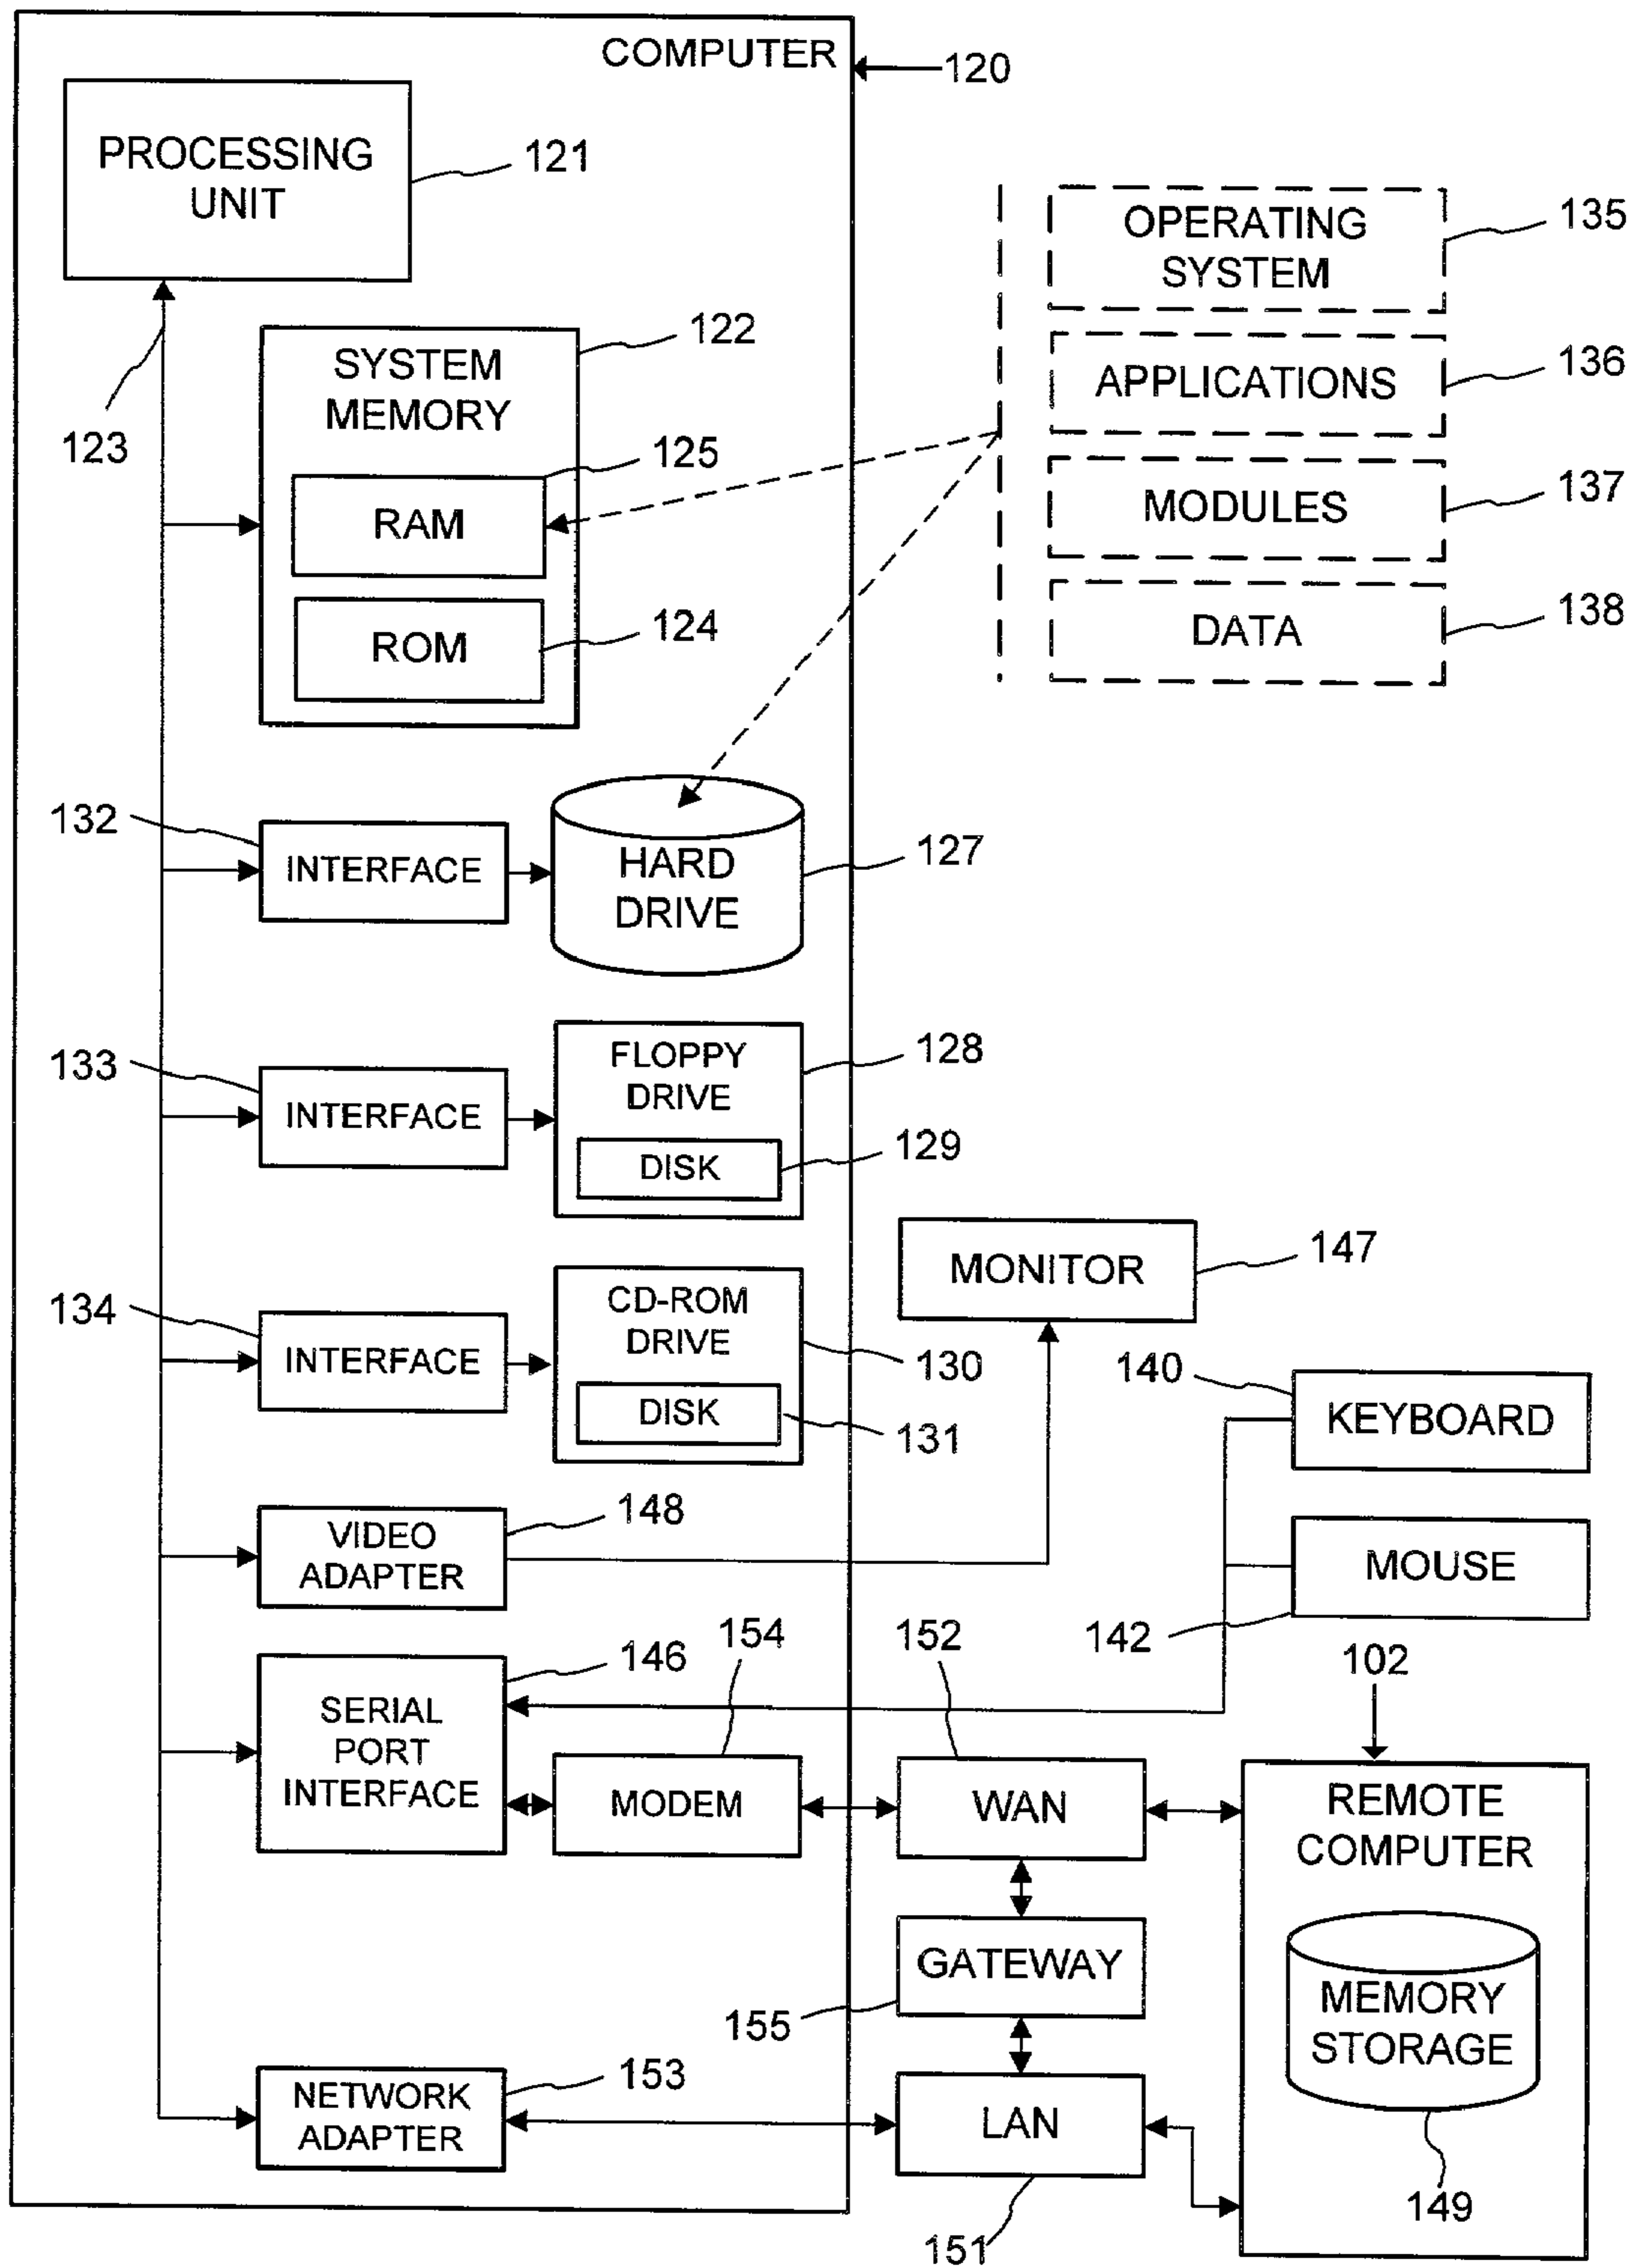 COMPUTER
120
PROCESSING
UNIT
121
123
SYSTEM
MEMORY
122
RAM
125
ROM
124
OPERATING
SYSTEM
135
APPLICATIONS
136
MODULES
137
DATA
138
132
INTERFACE
HARD
DRIVE
127
133
INTERFACE
FLOPPY
DRIVE
128
DISK
129
134
INTERFACE
CD-ROM
DRIVE
130
DISK
131
MONITOR
147
140
KEYBOARD
MOUSE
142
VIDEO
ADAPTER
148
SERIAL
PORT
INTERFACE
146
MODEM
154
WAN
152
102
REMOTE
COMPUTER
MEMORY
STORAGE
149
GATEWAY
155
NETWORK
ADAPTER
153
LAN
151